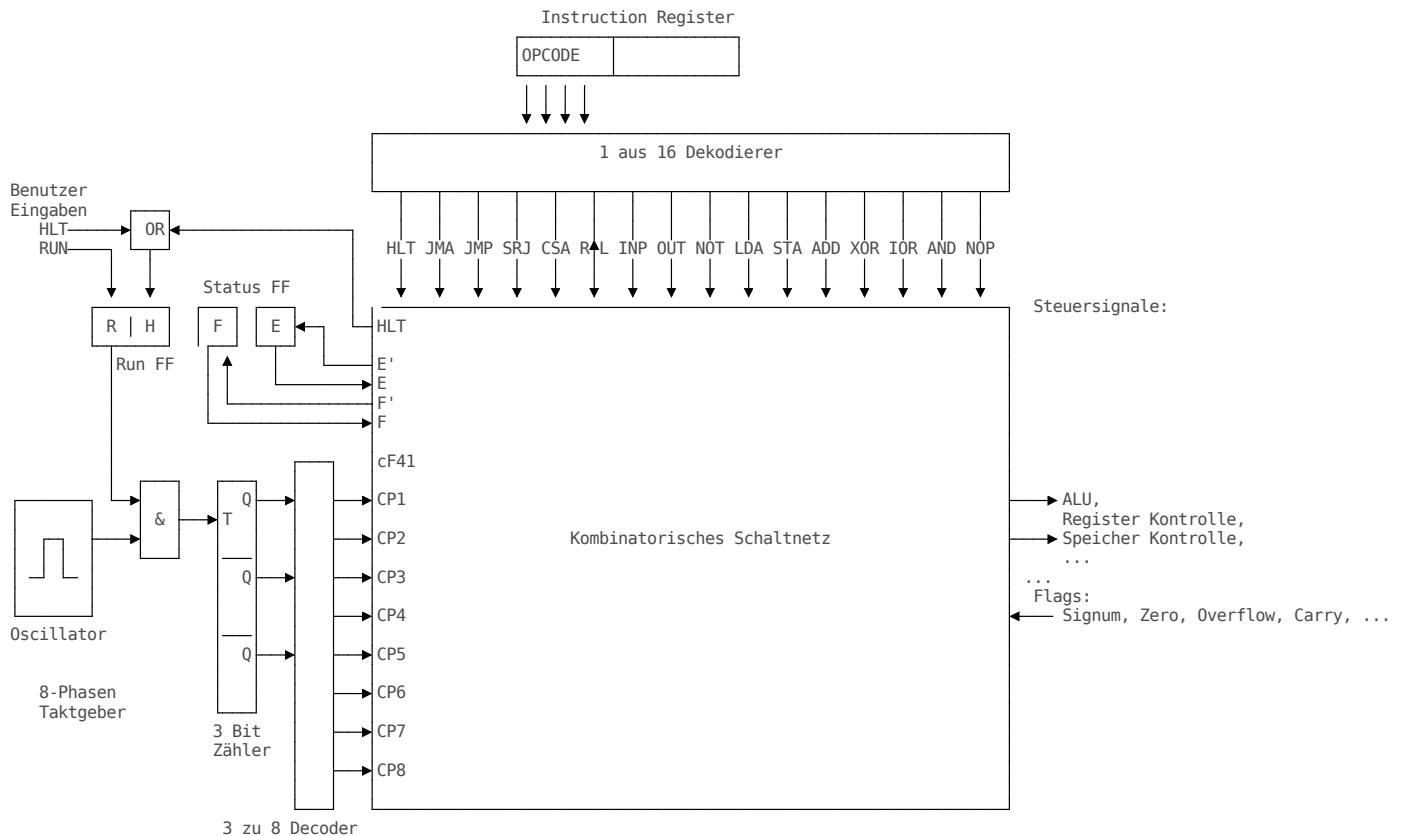 Instruction Register
OPCODE
1 aus 16 Dekodierer
Benutzer
Eingaben
HLT
RUN
OR
HLT JMA JMP SRJ CSA R L INP OUT NOT LDA STA ADD XOR IOR AND NOP
Status FF
R | H
F
E
Run FF
HLT
E'
E
F'
F
cF41
CP1
CP2
CP3
CP4
CP5
CP6
CP7
CP8
Kombinatorisches Schaltnetz
Steuersignale:
ALU,
Register Kontrolle,
Speicher Kontrolle,
...
...
Flags:
Signum, Zero, Overflow, Carry, ...
&
T
Q
Q
Q
Oscillator
8-Phasen
Taktgeber
3 Bit
Zähler
3 zu 8 Decoder